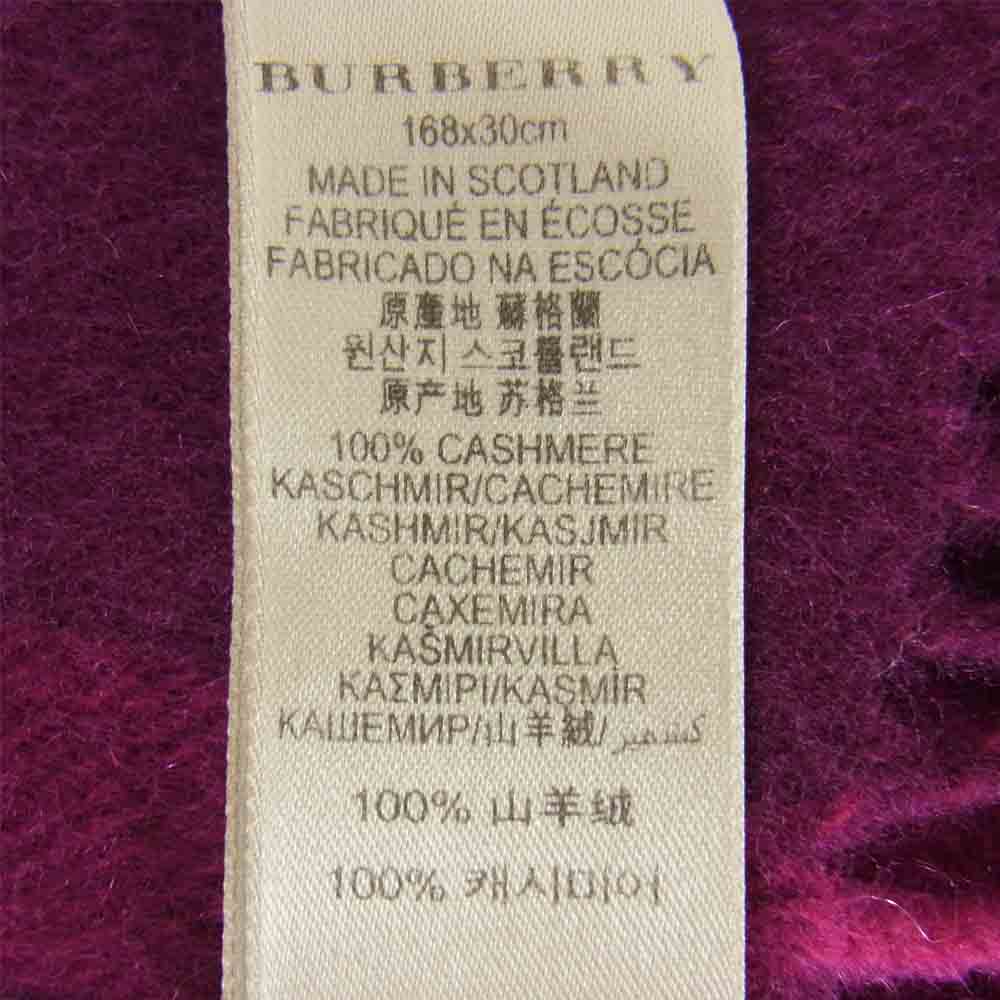 BURBERRY
168x30cm
MADE IN SCOTLAND
FABRIQUÉ EN ÉCOSSE
FABRICADO NA ESCÓCIA
原產地 蘇格蘭
원산지 스코틀랜드
原产地 苏格兰
100% CASHMERE
KASCHMIR/CACHEMIRE
KASHMIR/KASJMIR
CACHEMIR
CAXEMIRA
KAŠMIRVILLA
ΚΑΣΜΙΡΙ/KASMİR
КАШЕМИР/山羊絨/كشمير
100% 山羊绒
100% 캐시미어